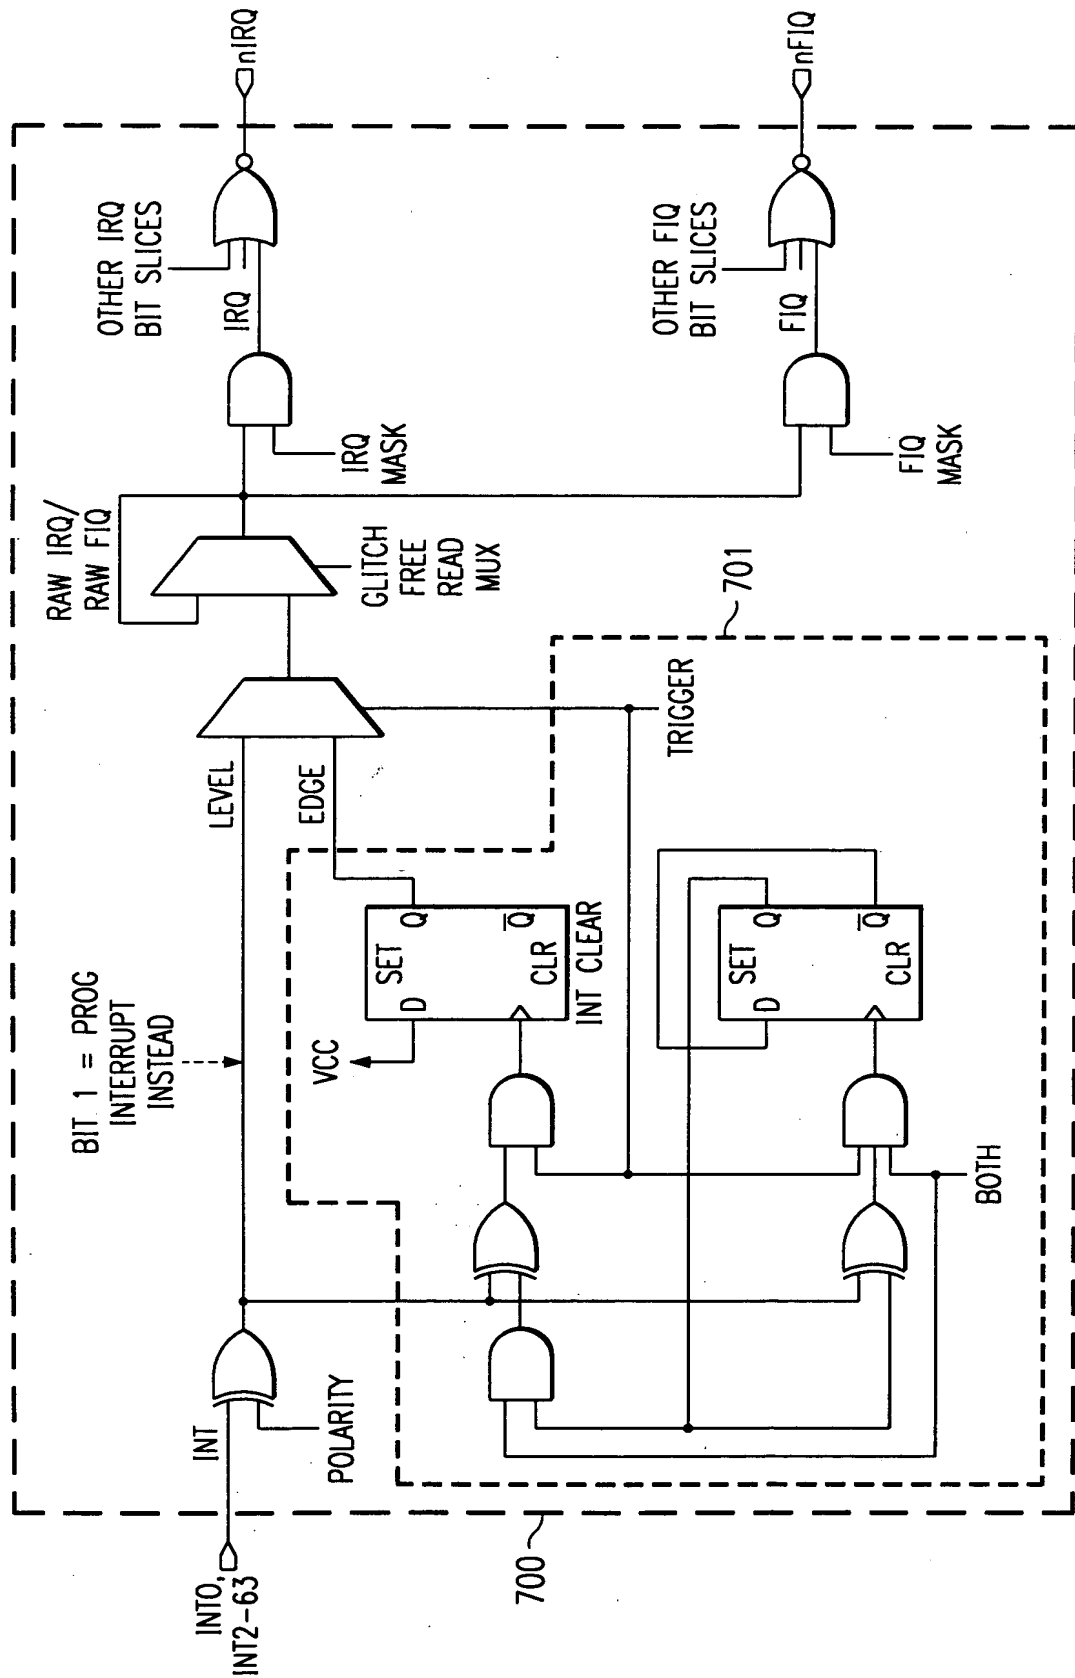 INT0,
INT2-63
700
INT
POLARITY
BIT 1 = PROG
INTERRUPT
INSTEAD
LEVEL
EDGE
VCC
D
SET
Q
Q
CLR
INT CLEAR
D
SET
Q
Q
CLR
BOTH
TRIGGER
701
RAW IRQ/
RAW FIQ
GLITCH
FREE
READ
MUX
IRQ
MASK
FIQ
MASK
OTHER IRQ
BIT SLICES
IRQ
OTHER FIQ
BIT SLICES
FIQ
nIRQ
nFIQ